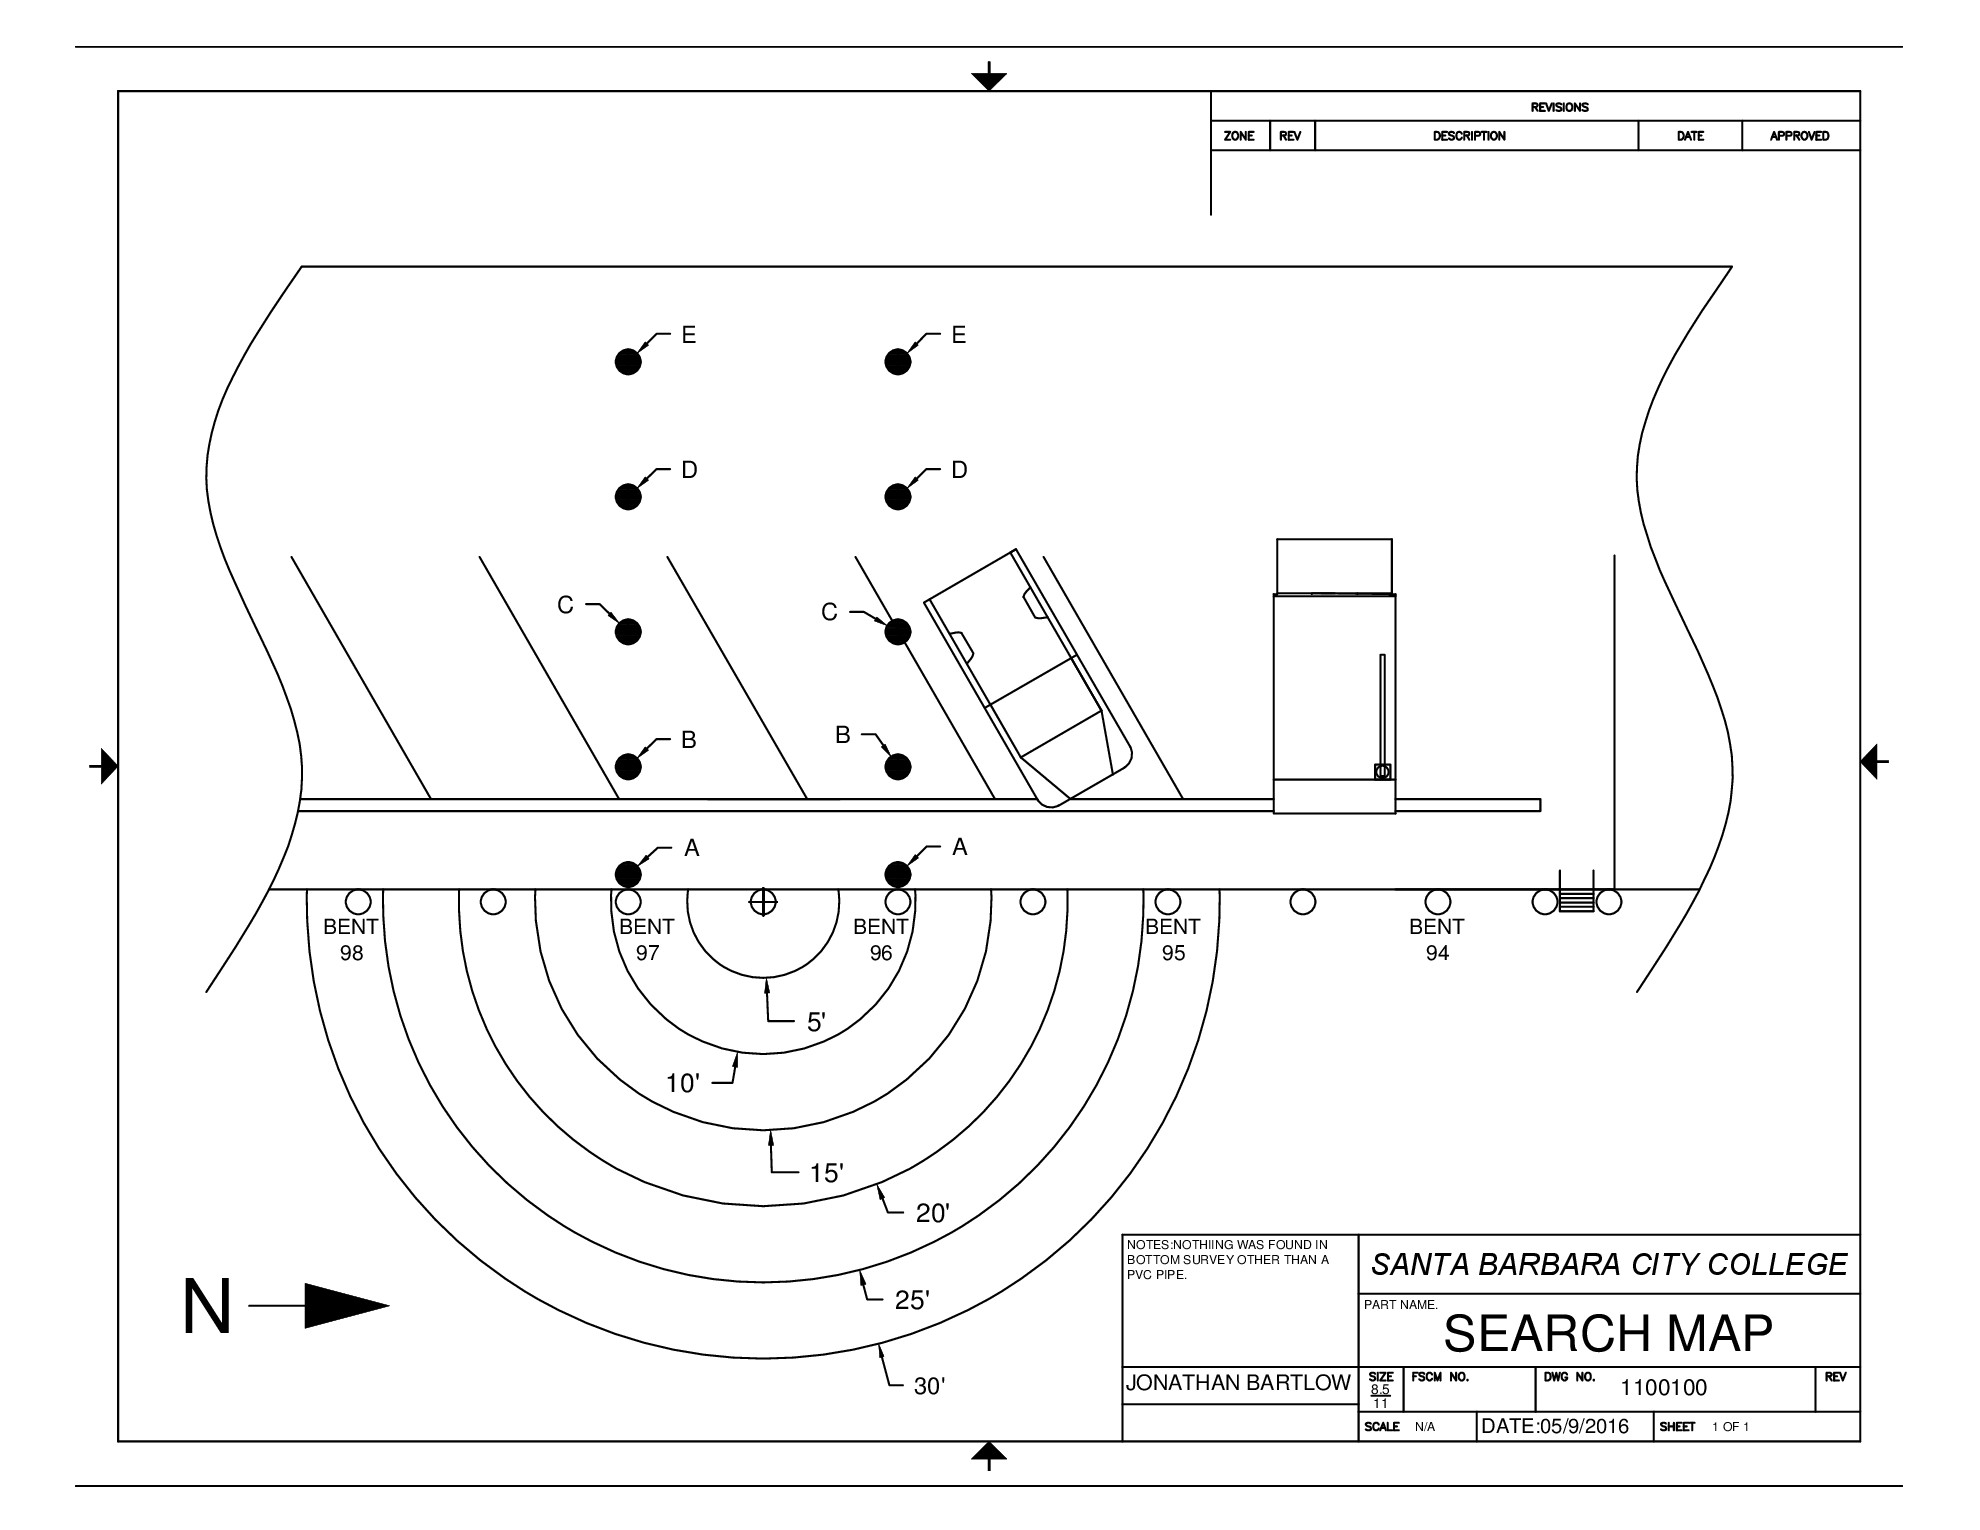 REVISIONS
ZONE REV DESCRIPTION DATE APPROVED
E E
D D
C C
B B
A A
BENT 98
BENT 97
BENT 96
BENT 95
BENT 94
5'
10'
15'
20'
25'
30'
N
NOTES:NOTHIING WAS FOUND IN
BOTTOM SURVEY OTHER THAN A
PVC PIPE.
SANTA BARBARA CITY COLLEGE
PART NAME.
SEARCH MAP
JONATHAN BARTLOW
SIZE
8.5
11
FSCM NO.
DWG NO. 1100100
REV
SCALE N/A
DATE:05/9/2016
SHEET 1 OF 1